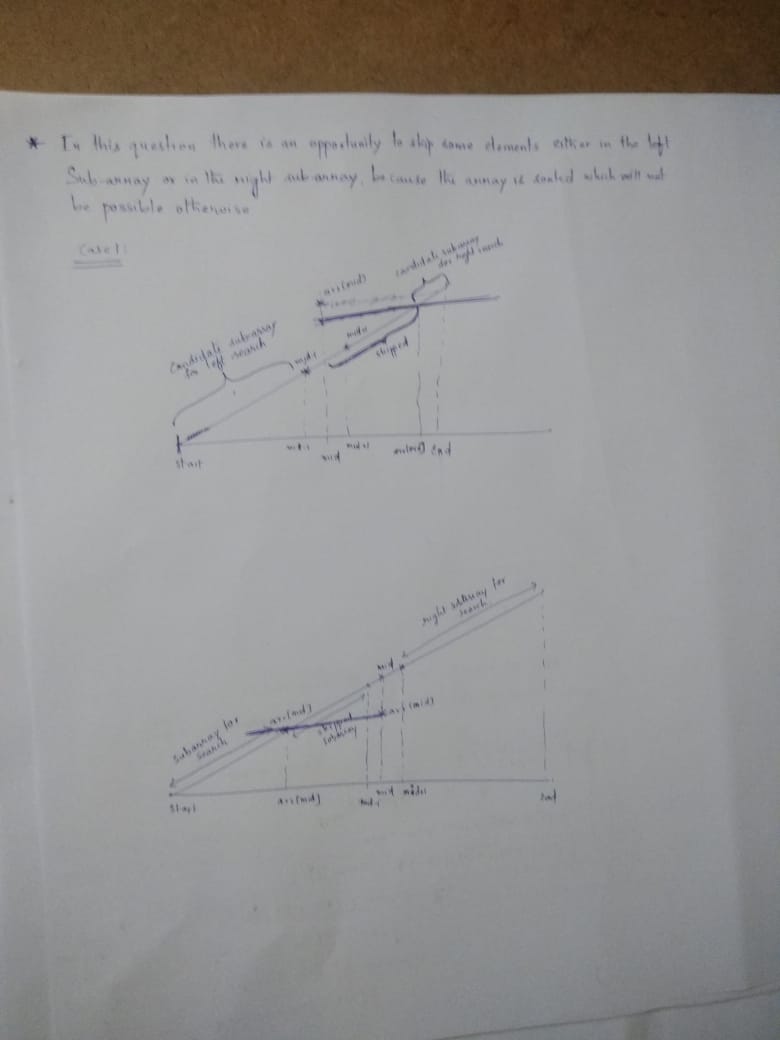 * In this question there is an opportunity to skip some elements either in the left
Sub-array or in the right sub array, because the array is sorted which will not
be possible otherwise
Case 1:
candidate subarray
for right search
arr[mid]
Candidate subarray
for left search
mid+1
mid-1
skipped
start
mid-1
mid
mid+1
arr[mid]
End
right subarray for
search
mid
arr[mid]
arr[mid]
subarray for
search
skipped
subarray
start
arr[mid]
mid-1
mid
mid+1
End